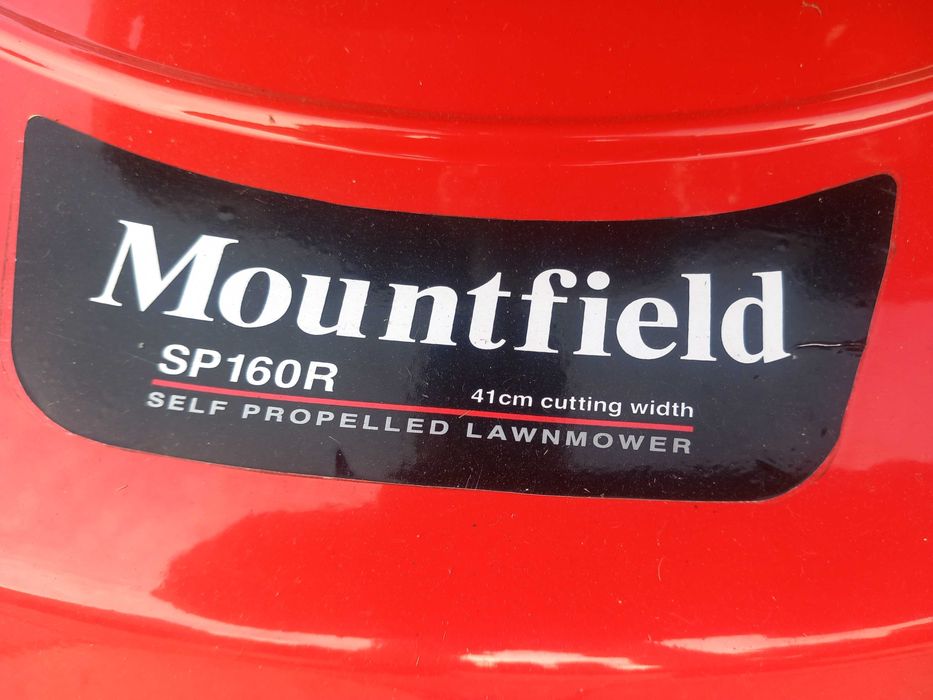 Mountfield
SP160R
41cm cutting width
SELF PROPELLED LAWNMOWER